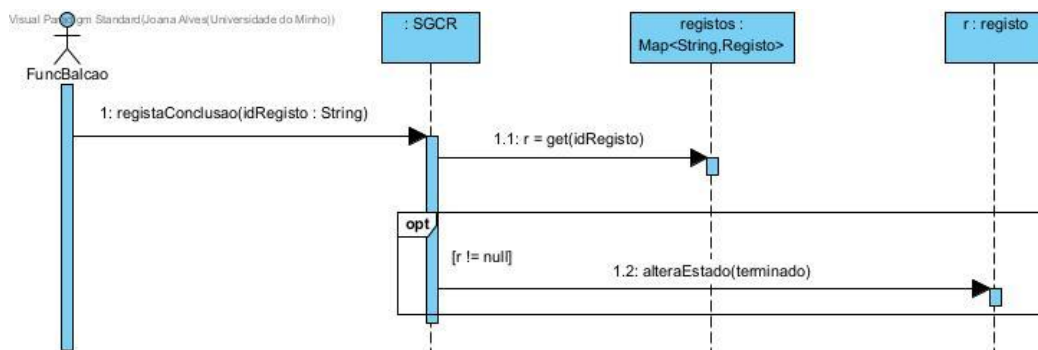 Visual Paradigm Standard(Joana Alves(Universidade do Minho))
: SGCR
registos :
Map<String,Registo>
r : registo
FuncBalcao
1: registaConclusao(idRegisto : String)
1.1: r = get(idRegisto)
opt
[r != null]
1.2: alteraEstado(terminado)